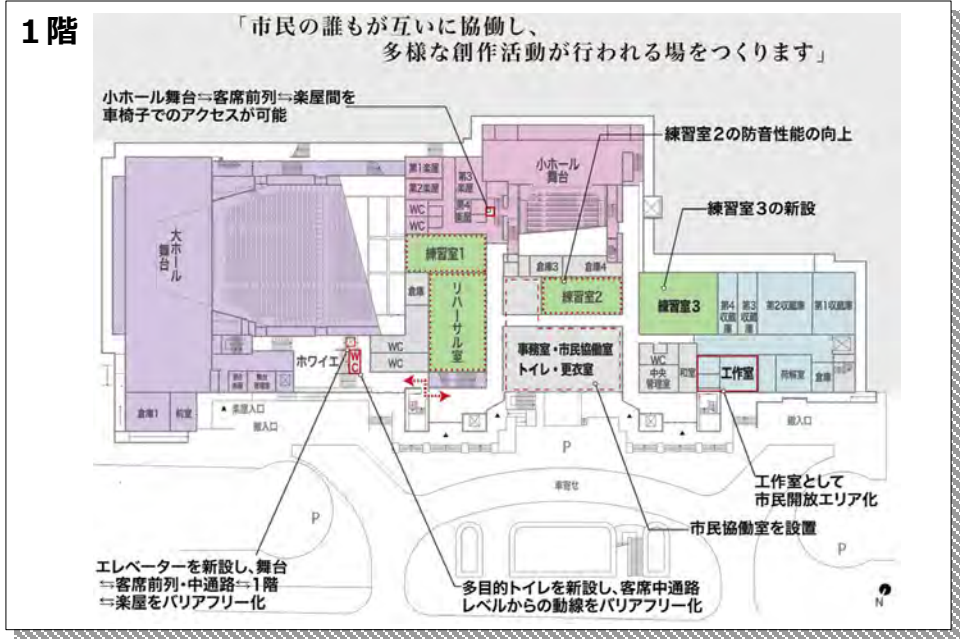 1階
「市民の誰もが互いに協働し、
多様な創作活動が行われる場をつくります」
小ホール舞台⇆客席前列⇆楽屋間を
車椅子でのアクセスが可能
練習室2の防音性能の向上
練習室3の新設
第1楽屋
第2楽屋
WC
WC
第3
楽屋
第4
楽屋
小ホール
舞台
大ホール
舞台
練習室1
倉庫
リハーサル室
倉庫3
倉庫4
練習室2
練習室3
第4
収蔵
庫
第3
収蔵
庫
第2収蔵庫
第1収蔵庫
ホワイエ
WC
WC
WC
事務室・市民協働室
トイレ・更衣室
WC
中央
管理室
和室
工作室
荷解室
倉庫
倉庫1
和室
楽屋入口
搬入口
搬入口
P
車寄せ
P
P
工作室として
市民開放エリア化
市民協働室を設置
エレベーターを新設し、舞台
⇆客席前列・中通路⇆1階
⇆楽屋をバリアフリー化
多目的トイレを新設し、客席中通路
レベルからの動線をバリアフリー化
N